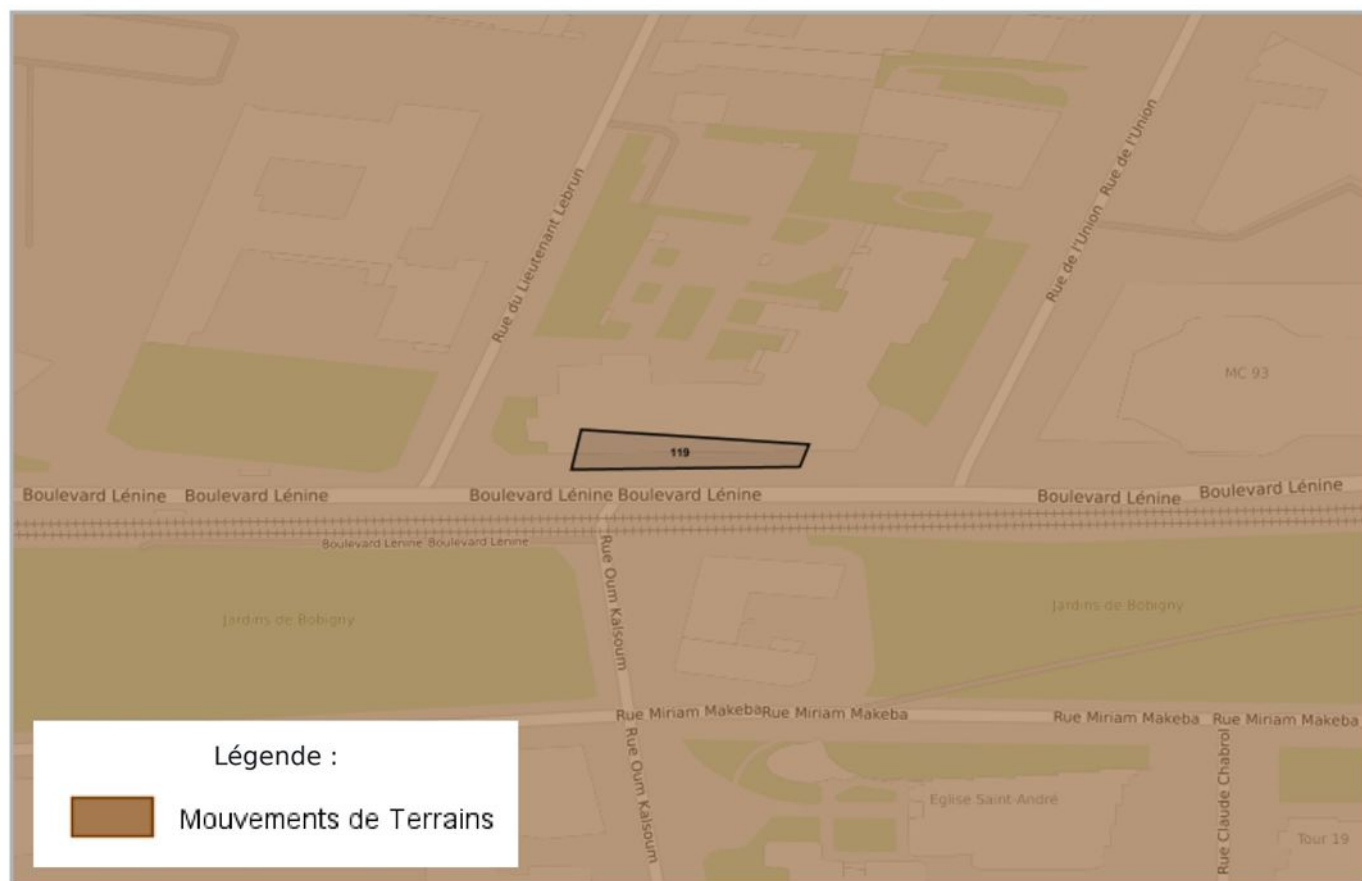 Rue du Lieutenant Lebrun
Rue de l'Union
Rue de l'Union
MC 93
119
Boulevard Lénine
Boulevard Lénine
Boulevard Lénine
Boulevard Lénine
Boulevard Lénine
Boulevard Lénine
Boulevard Lénine
Boulevard Lénine
Rue Oum Kalsoum
Jardins de Bobigny
Jardins de Bobigny
Rue Miriam Makeba
Rue Miriam Makeba
Rue Miriam Makeba
Rue Miriam Makeba
Rue Oum Kalsoum
Rue Claude Chabrol
Eglise Saint-André
Tour 19
Légende :
Mouvements de Terrains